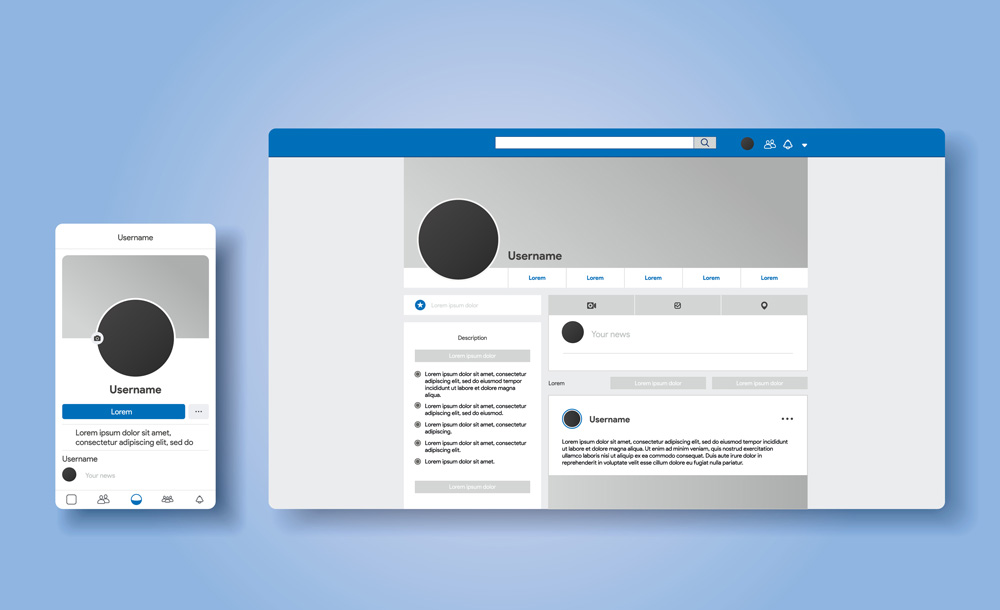 Username
Username
Lorem
Lorem ipsum dolor sit amet,
consectetur adipiscing elit, sed do
Username
Your news
Username
Lorem
Lorem
Lorem
Lorem
Lorem
Lorem ipsum dolor
Description
Lorem ipsum dolor
Lorem ipsum dolor sit amet, consectetur
adipiscing elit, sed do eiusmod tempor
incididunt ut labore et dolore magna
aliqua.
Lorem ipsum dolor sit amet, consectetur
adipiscing elit, sed do eiusmod.
Lorem ipsum dolor sit amet, consectetur
adipiscing.
Lorem ipsum dolor sit amet, consectetur
adipiscing elit.
Lorem ipsum dolor sit amet.
Lorem ipsum dolor
Your news
Lorem
Lorem ipsum dolor
Lorem ipsum dolor
Username
Lorem ipsum dolor sit amet, consectetur adipiscing elit, sed do eiusmod tempor incididunt
ut labore et dolore magna aliqua. Ut enim ad minim veniam, quis nostrud exercitation
ullamco laboris nisi ut aliquip ex ea commodo consequat. Duis aute irure dolor in
reprehenderit in voluptate velit esse cillum dolore eu fugiat nulla pariatur.